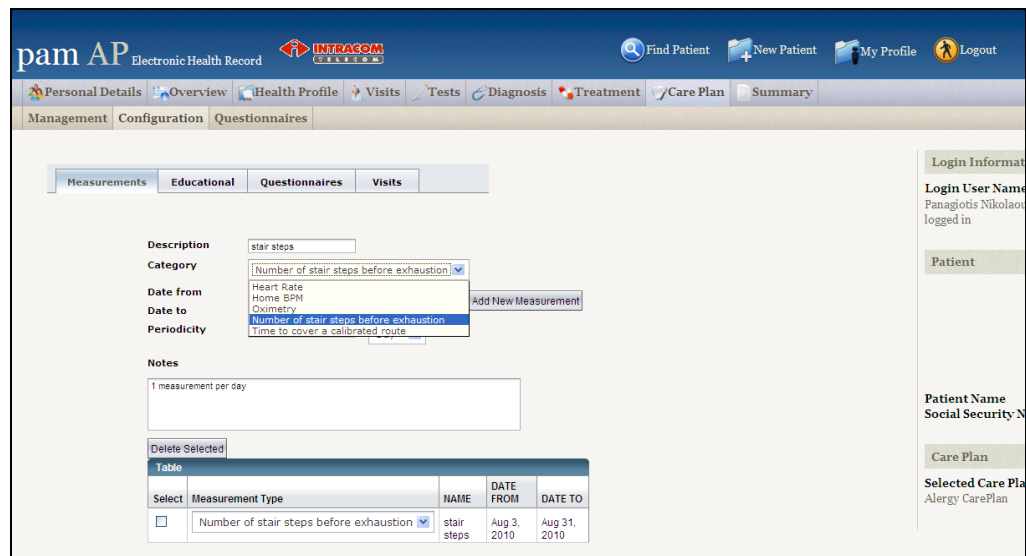 pam AP Electronic Health Record
INTRACOM
TELECOM
Find Patient New Patient My Profile Logout
Personal Details Overview Health Profile Visits Tests Diagnosis Treatment Care Plan Summary
Management Configuration Questionnaires
Measurements Educational Questionnaires Visits
Login Informat
Login User Name
Panagiotis Nikolaou
logged in
Description stair steps
Category Number of stair steps before exhaustion
Patient
Heart Rate
Home BPM
Oximetry
Number of stair steps before exhaustion
Time to cover a calibrated route
Date from
Date to
Periodicity
Add New Measurement
Notes
1 measurement per day
Patient Name
Social Security N
Delete Selected
Care Plan
Selected Care Pla
Alergy CarePlan
Table
Select Measurement Type NAME DATE FROM DATE TO
Number of stair steps before exhaustion stair steps Aug 3, 2010 Aug 31, 2010